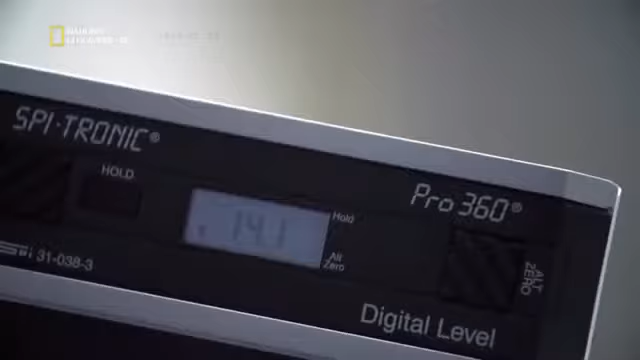 SPI-TRONIC®
HOLD
14.1
Hold
Alt
Zero
Pro 360®
ALT
ZERO
31-038-3
Digital Level